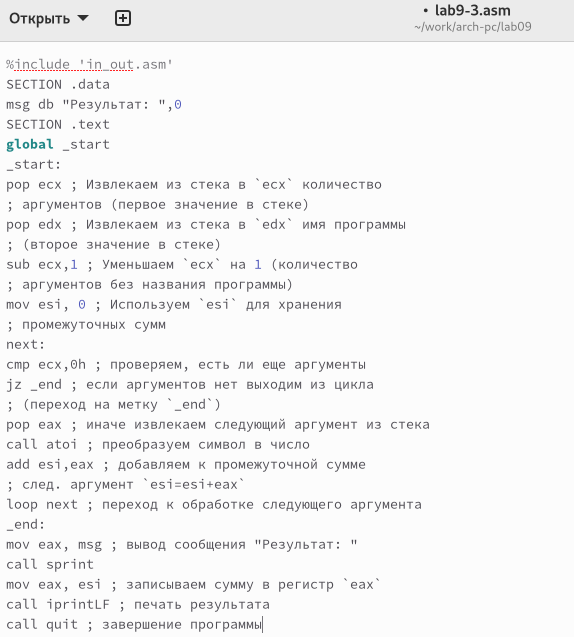 Открыть
• lab9-3.asm
~/work/arch-pc/lab09
%include 'in_out.asm'
SECTION .data
msg db "Результат: ",0
SECTION .text
global _start
_start:
pop ecx ; Извлекаем из стека в `ecx` количество
; аргументов (первое значение в стеке)
pop edx ; Извлекаем из стека в `edx` имя программы
; (второе значение в стеке)
sub ecx,1 ; Уменьшаем `ecx` на 1 (количество
; аргументов без названия программы)
mov esi, 0 ; Используем `esi` для хранения
; промежуточных сумм
next:
cmp ecx,0h ; проверяем, есть ли еще аргументы
jz _end ; если аргументов нет выходим из цикла
; (переход на метку `_end`)
pop eax ; иначе извлекаем следующий аргумент из стека
call atoi ; преобразуем символ в число
add esi,eax ; добавляем к промежуточной сумме
; след. аргумент `esi=esi+eax`
loop next ; переход к обработке следующего аргумента
_end:
mov eax, msg ; вывод сообщения "Результат: "
call sprint
mov eax, esi ; записываем сумму в регистр `eax`
call iprintLF ; печать результата
call quit ; завершение программы